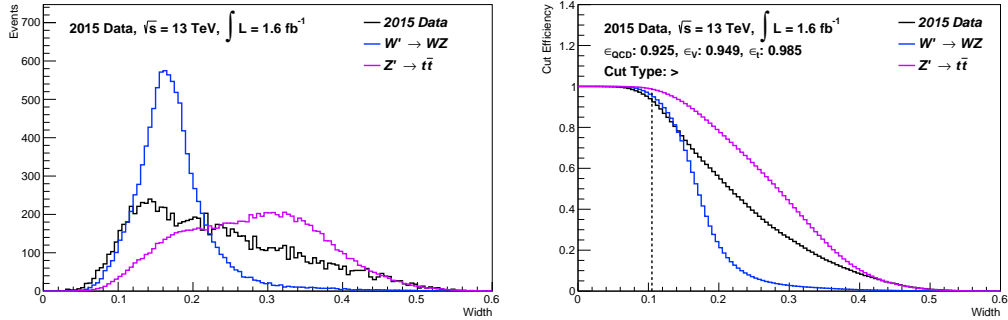 2015 Data, √s = 13 TeV, ∫ L = 1.6 fb⁻¹
2015 Data
W' → WZ
Z' → tt̄
Events
700
600
500
400
300
200
100
0
0 0.1 0.2 0.3 0.4 0.5 0.6
Width
2015 Data, √s = 13 TeV, ∫ L = 1.6 fb⁻¹
ϵQCD: 0.925, ϵV: 0.949, ϵt: 0.985
Cut Type: >
2015 Data
W' → WZ
Z' → tt̄
Cut Efficiency
1.4
1.2
1
0.8
0.6
0.4
0.2
0
0 0.1 0.2 0.3 0.4 0.5 0.6
Width